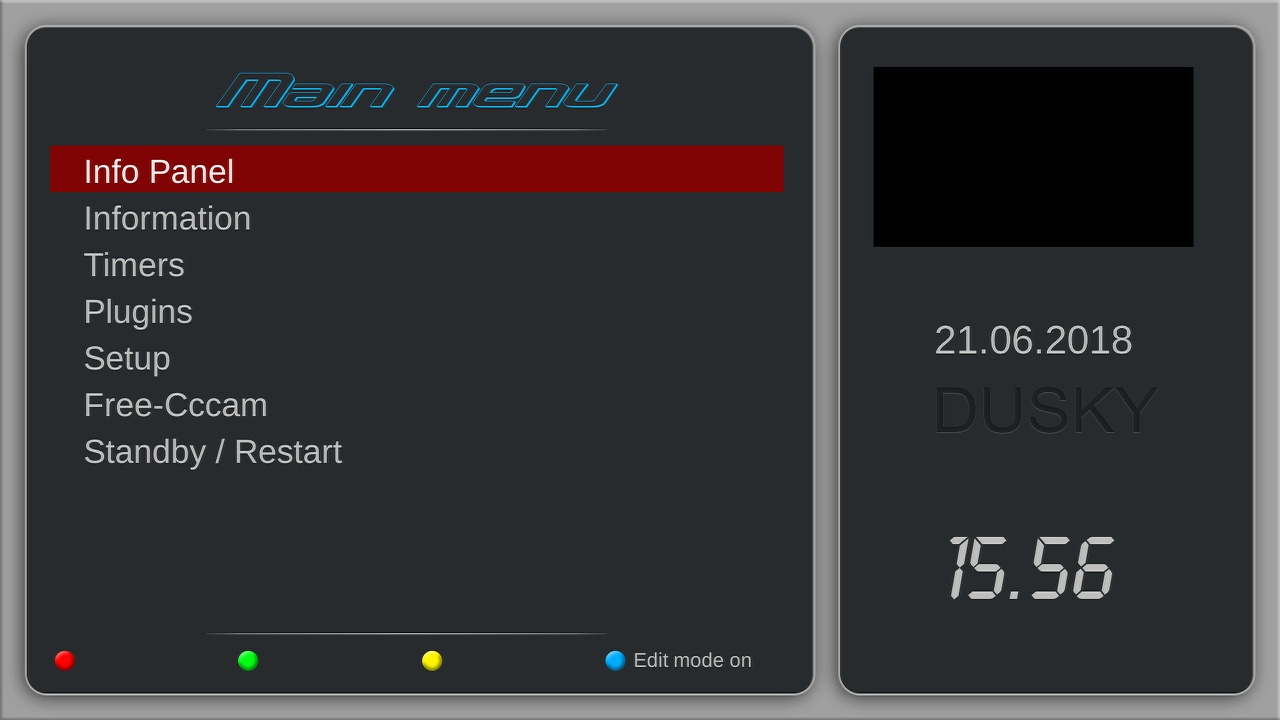 Main menu
Info Panel
Information
Timers
Plugins
Setup
Free-Cccam
Standby / Restart
Edit mode on
21.06.2018
DUSKY
15.56